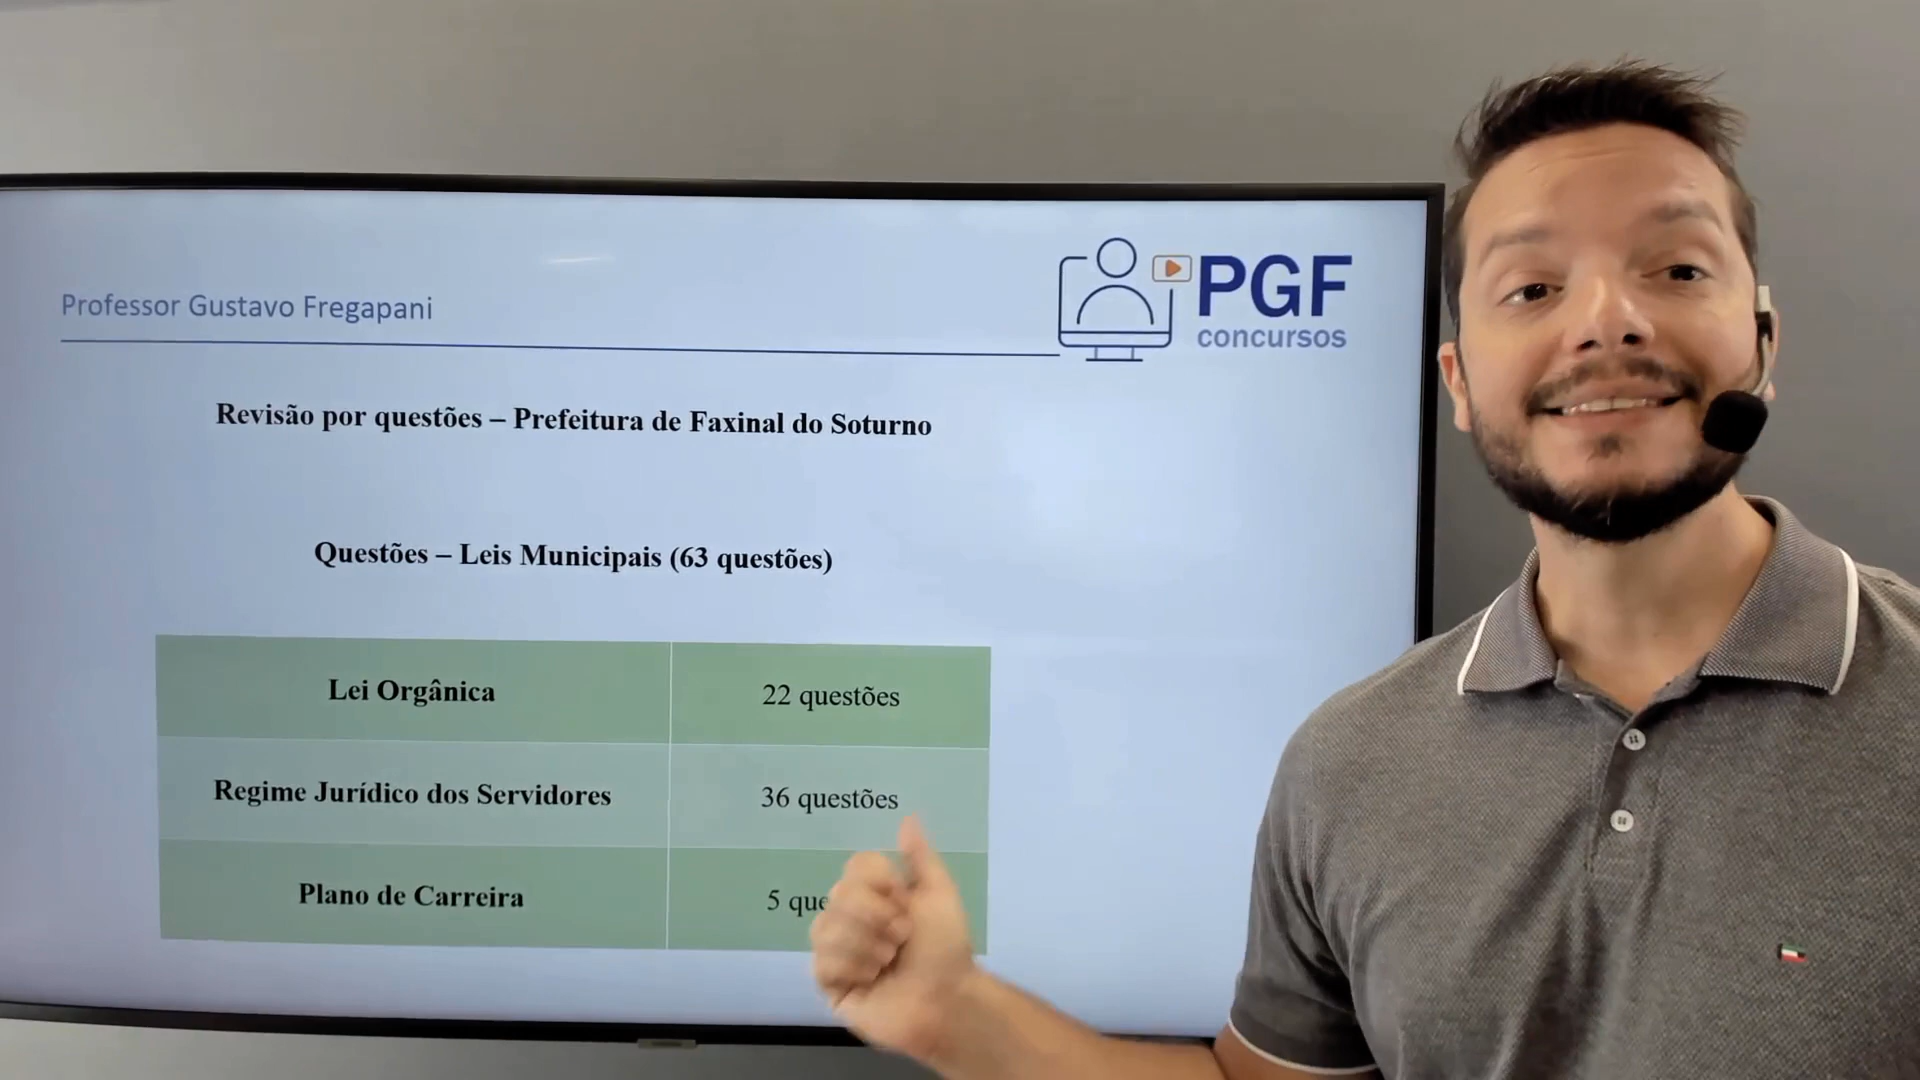 Professor Gustavo Fregapani
PGF
concursos
Revisão por questões – Prefeitura de Faxinal do Soturno
Questões – Leis Municipais (63 questões)
Lei Orgânica 22 questões
Regime Jurídico dos Servidores 36 questões
Plano de Carreira 5